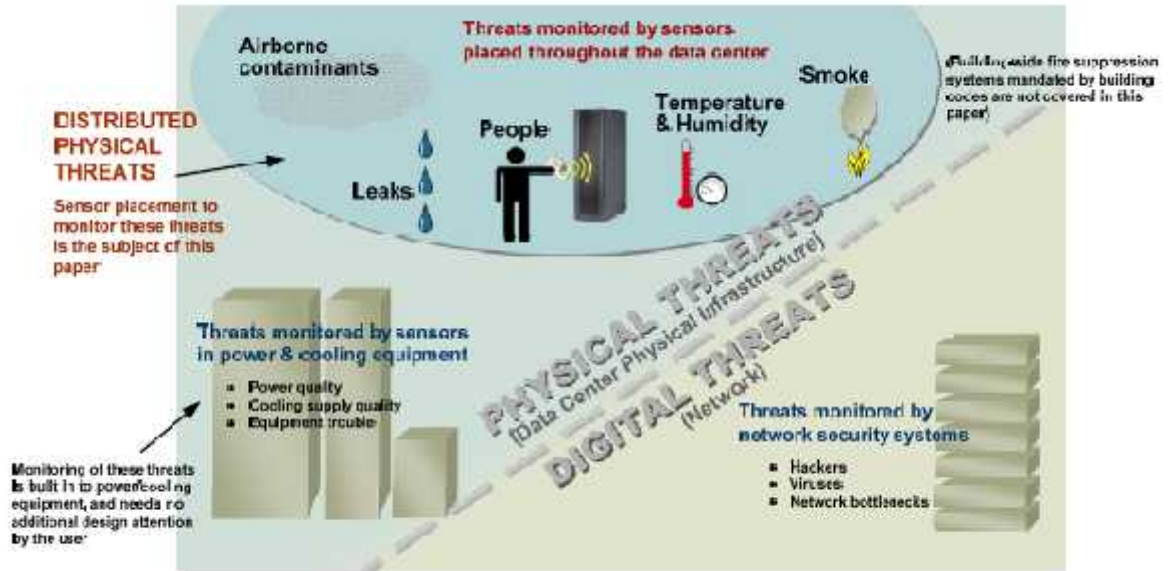 Threats monitored by sensors
placed throughout the data center
Airborne
contaminants
Smoke
(Building-wide fire suppression
systems mandated by building
codes are not covered in this
paper)
Temperature
& Humidity
People
Leaks
DISTRIBUTED
PHYSICAL
THREATS
Sensor placement to
monitor these threats
is the subject of this
paper
PHYSICAL THREATS
(Data Center Physical Infrastructure)
DIGITAL THREATS
(Network)
Threats monitored by sensors
in power & cooling equipment
Power quality
Cooling supply quality
Equipment trouble
Monitoring of these threats
is built in to power/cooling
equipment, and needs no
additional design attention
by the user
Threats monitored by
network security systems
Hackers
Viruses
Network bottlenecks